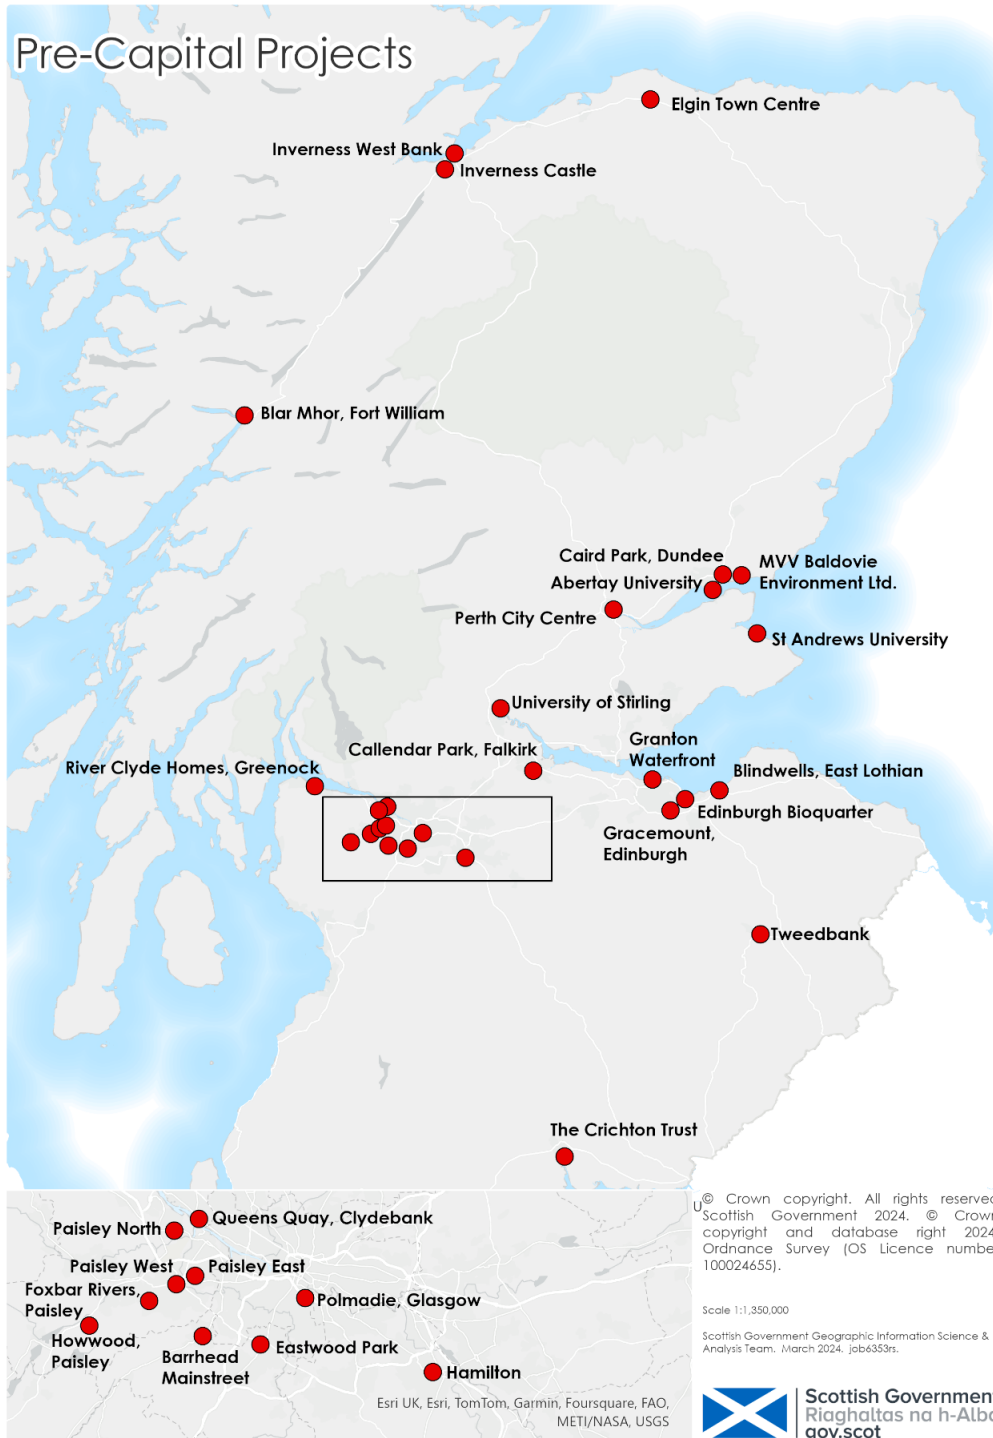 Pre-Capital Projects
Elgin Town Centre
Inverness West Bank
Inverness Castle
Blar Mhor, Fort William
Caird Park, Dundee
MVV Baldovie
Environment Ltd.
Abertay University
Perth City Centre
St Andrews University
University of Stirling
Granton
Waterfront
Callendar Park, Falkirk
River Clyde Homes, Greenock
Blindwells, East Lothian
Edinburgh Bioquarter
Gracemount,
Edinburgh
Tweedbank
The Crichton Trust
Queens Quay, Clydebank
Paisley North
Paisley West
Paisley East
Foxbar Rivers,
Paisley
Polmadie, Glasgow
Howwood,
Paisley
Barrhead
Mainstreet
Eastwood Park
Hamilton
Esri UK, Esri, TomTom, Garmin, Foursquare, FAO,
METI/NASA, USGS
U
© Crown copyright. All rights reserved
Scottish Government 2024. © Crown
copyright and database right 2024
Ordnance Survey (OS Licence number
100024655).
Scale 1:1,350,000
Scottish Government Geographic Information Science &
Analysis Team. March 2024. job6353rs.
Scottish Government
Riaghaltas na h-Alba
gov.scot